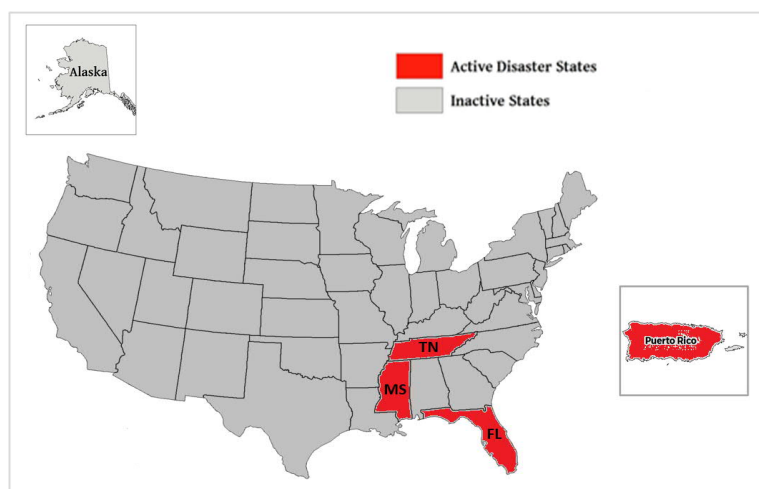 Alaska
Active Disaster States
Inactive States
TN
Puerto Rico
MS
FL